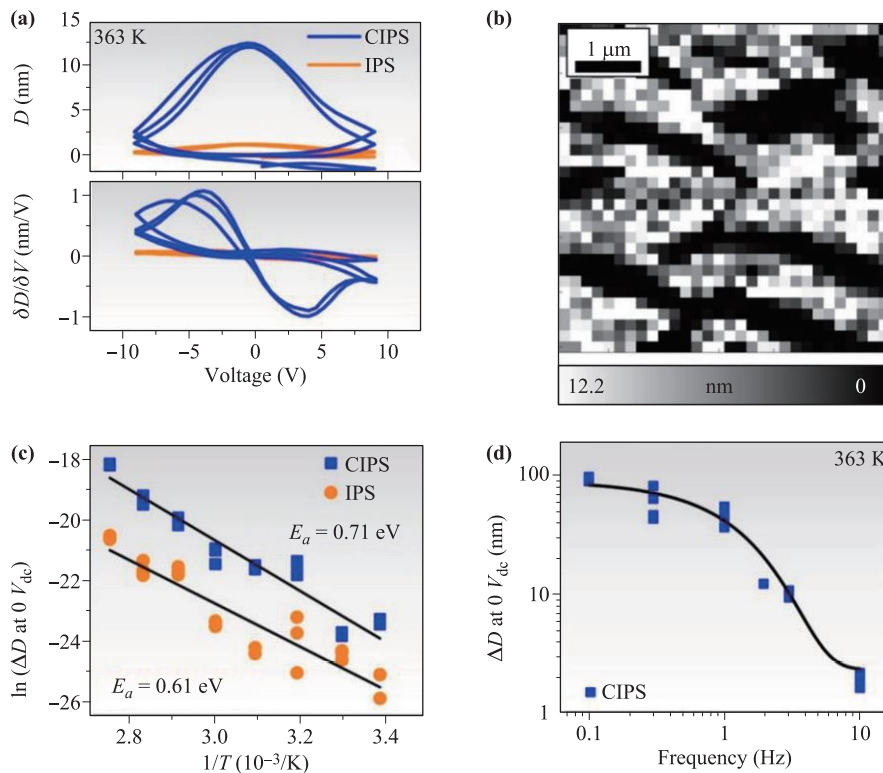 (a)
363 K
CIPS
IPS
D (nm)
15
10
5
0
δD/δV (nm/V)
1
0
−1
−10
−5
0
5
10
Voltage (V)
(b)
1 μm
12.2
nm
0
(c)
CIPS
IPS
E_a = 0.71 eV
E_a = 0.61 eV
ln (ΔD at 0 V_dc)
−18
−20
−22
−24
−26
2.8
3.0
3.2
3.4
1/T (10⁻³/K)
(d)
363 K
ΔD at 0 V_dc (nm)
100
10
1
CIPS
0.1
1
10
Frequency (Hz)